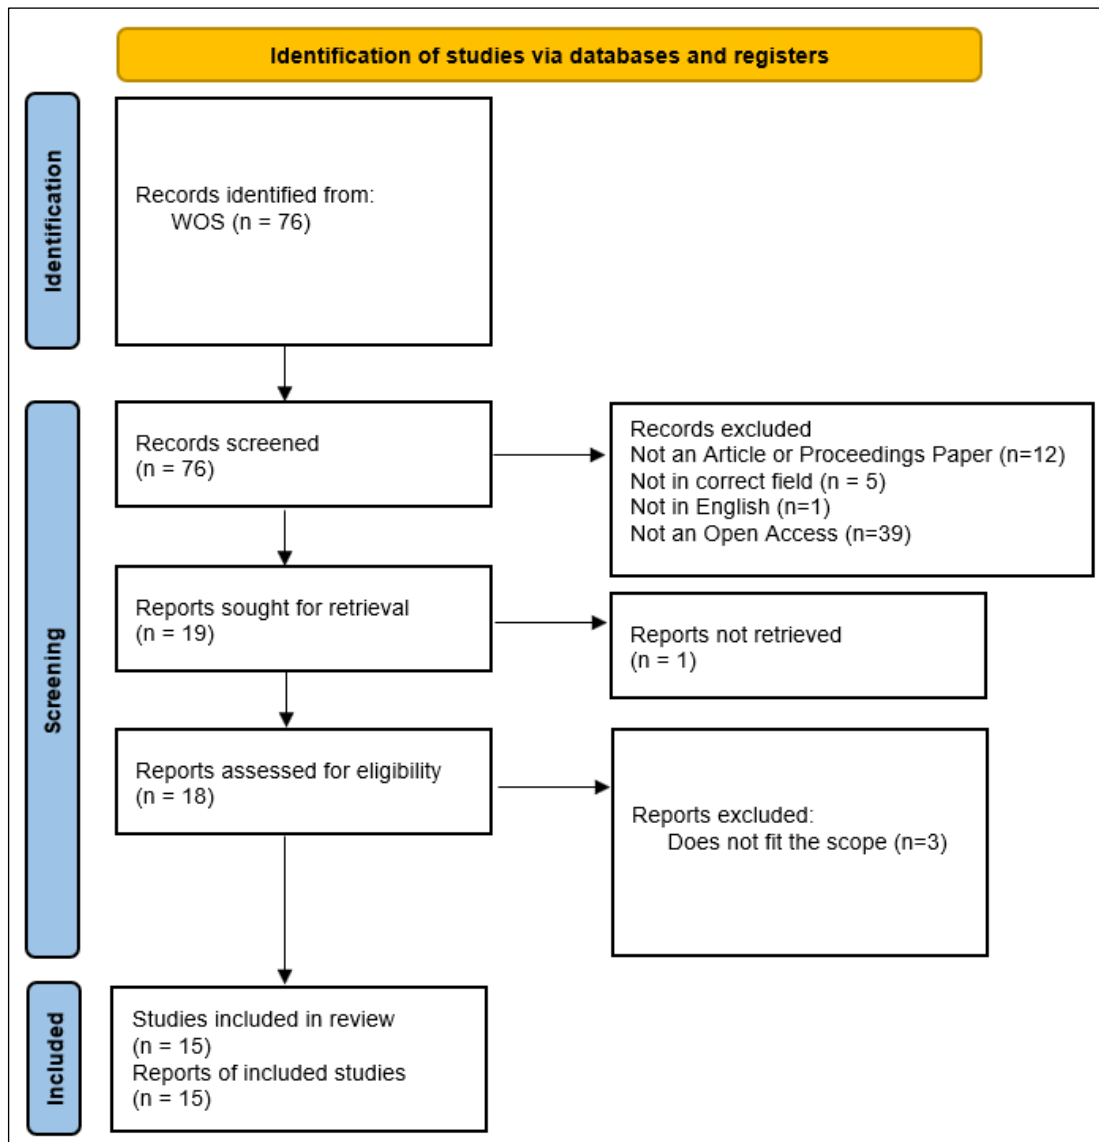 Identification of studies via databases and registers
Identification
Records identified from:
WOS (n = 76)
Screening
Records screened
(n = 76)
Records excluded
Not an Article or Proceedings Paper (n=12)
Not in correct field (n = 5)
Not in English (n=1)
Not an Open Access (n=39)
Reports sought for retrieval
(n = 19)
Reports not retrieved
(n = 1)
Reports assessed for eligibility
(n = 18)
Reports excluded:
Does not fit the scope (n=3)
Included
Studies included in review
(n = 15)
Reports of included studies
(n = 15)